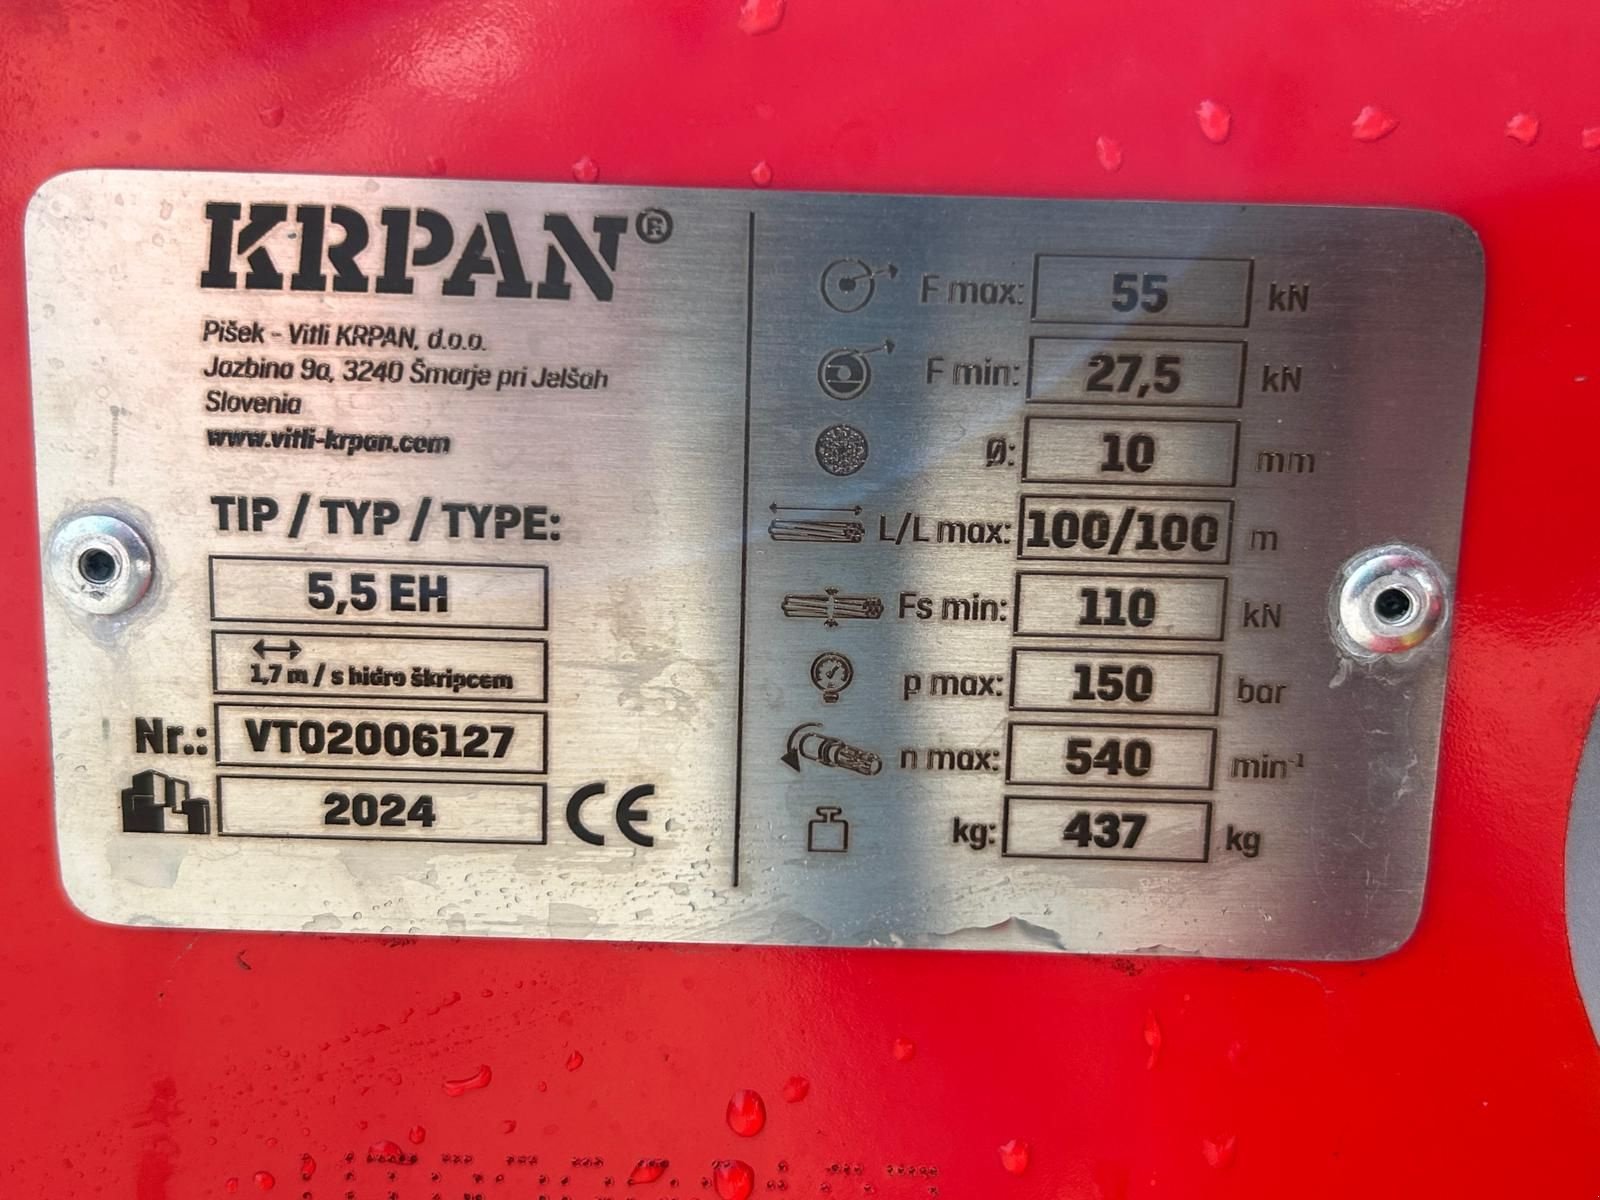 KRPAN®
Pišek - Vitli KRPAN, d.o.o.
Jazbina 9a, 3240 Šmarje pri Jelšah
Slovenia
www.vitli-krpan.com
TIP / TYP / TYPE:
5,5 EH
1,7 m / s hidro škripcem
Nr.: VT02006127
2024 CE
F max: 55 kN
F min: 27,5 kN
Ø: 10 mm
L/L max: 100/100 m
Fs min: 110 kN
p max: 150 bar
n max: 540 min⁻¹
kg: 437 kg